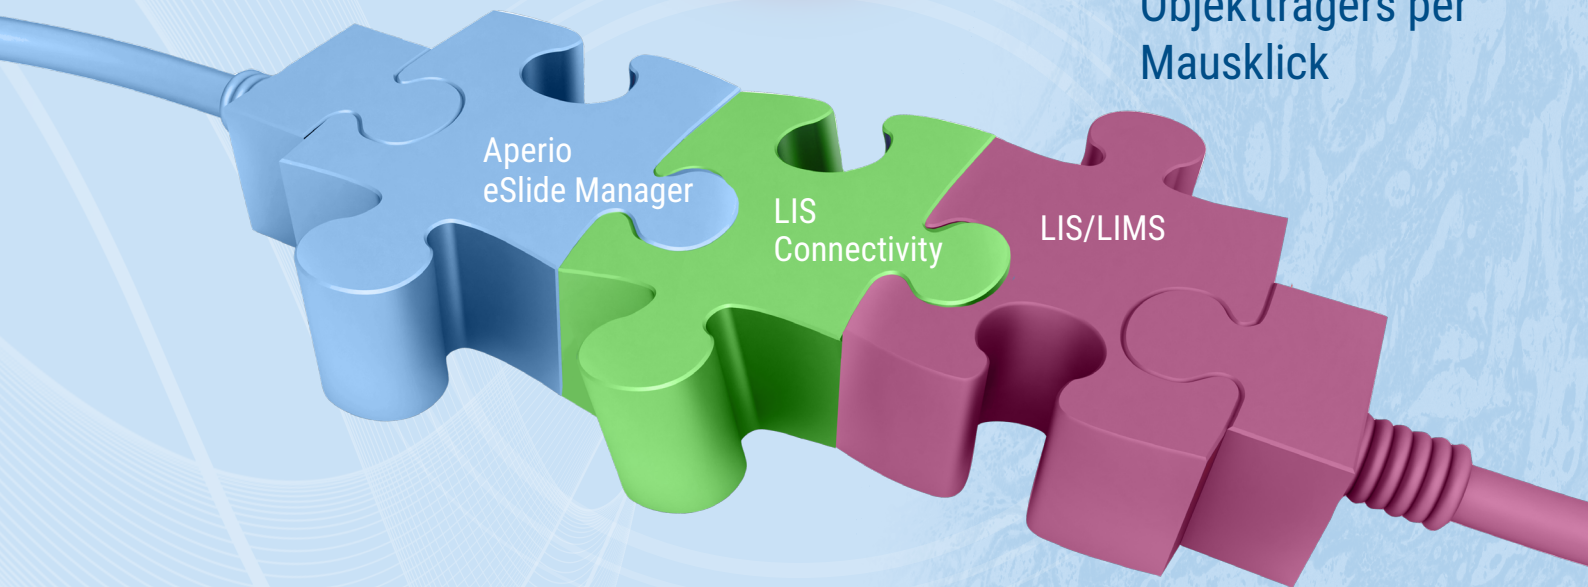 Objektträgers per
Mausklick
Aperio
eSlide Manager
LIS
Connectivity
LIS/LIMS